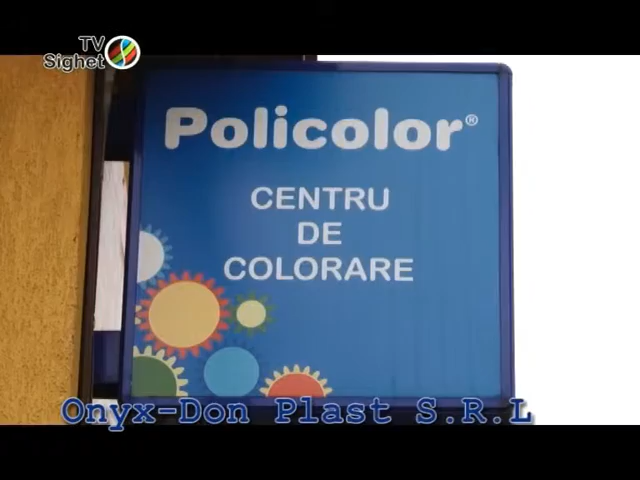 TV
Sighet
Policolor®
CENTRU
DE
COLORARE
Onyx-Don Plast S.R.L